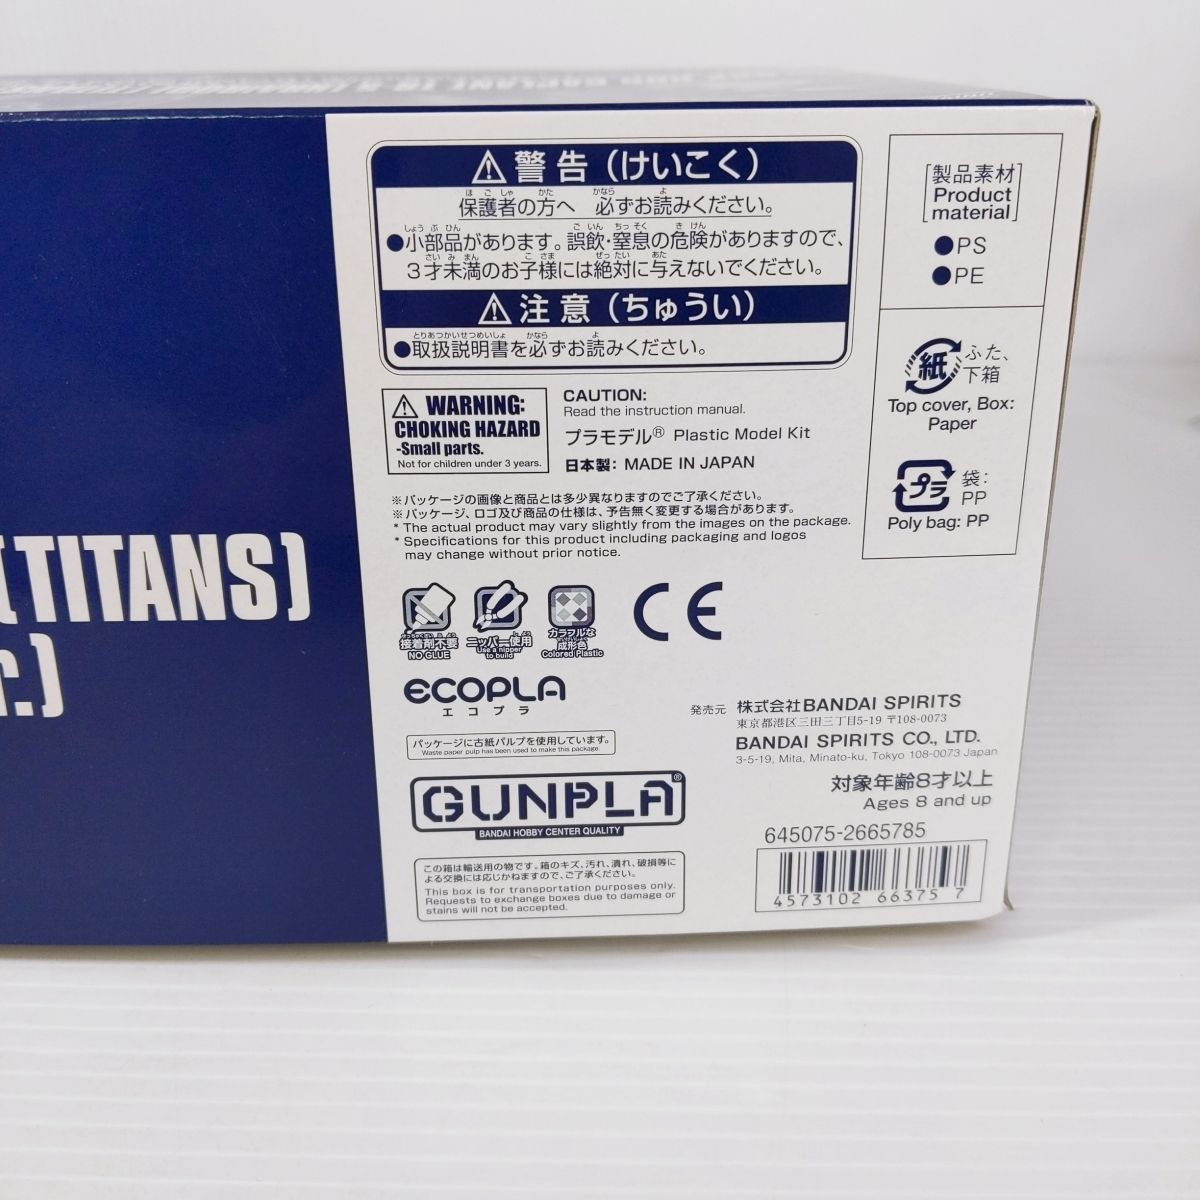 (TITANS)
r.)
⚠警告(けいこく)
保護者の方へ 必ずお読みください。
●小部品があります。誤飲・窒息の危険がありますので、
3才未満のお子様には絶対に与えないでください。
⚠注意(ちゅうい)
●取扱説明書を必ずお読みください。
⚠WARNING:
CHOKING HAZARD
-Small parts.
Not for children under 3 years.
CAUTION:
Read the instruction manual.
プラモデル® Plastic Model Kit
日本製: MADE IN JAPAN
※パッケージの画像と商品とは多少異なりますのでご了承ください。
※パッケージ、ロゴ及び商品の仕様は、予告無く変更する場合があります。
* The actual product may vary slightly from the images on the package.
* Specifications for this product including packaging and logos
may change without prior notice.
接着剤不要
NO GLUE
ニッパー使用
Use a nipper
to build
カラフルな
成形色
Colored Plastic
CE
ECOPLA
エコプラ
パッケージに古紙パルプを使用しています。
Waste paper pulp has been used to make this package.
GUNPLA®
BANDAI HOBBY CENTER QUALITY
この箱は輸送用の物です。箱のキズ、汚れ、潰れ、破損等に
よる交換には応じかねますので、ご了承ください。
This box is for transportation purposes only.
Requests to exchange boxes due to damage or
stains will not be accepted.
[製品素材
Product
material]
●PS
●PE
紙 ふた、
下箱
Top cover, Box:
Paper
プラ 袋:
PP
Poly bag: PP
発売元 株式会社BANDAI SPIRITS
東京都港区三田三丁目5-19 〒108-0073
BANDAI SPIRITS CO., LTD.
3-5-19, Mita, Minato-ku, Tokyo 108-0073 Japan
対象年齢8才以上
Ages 8 and up
645075-2665785
4573102 66375 7